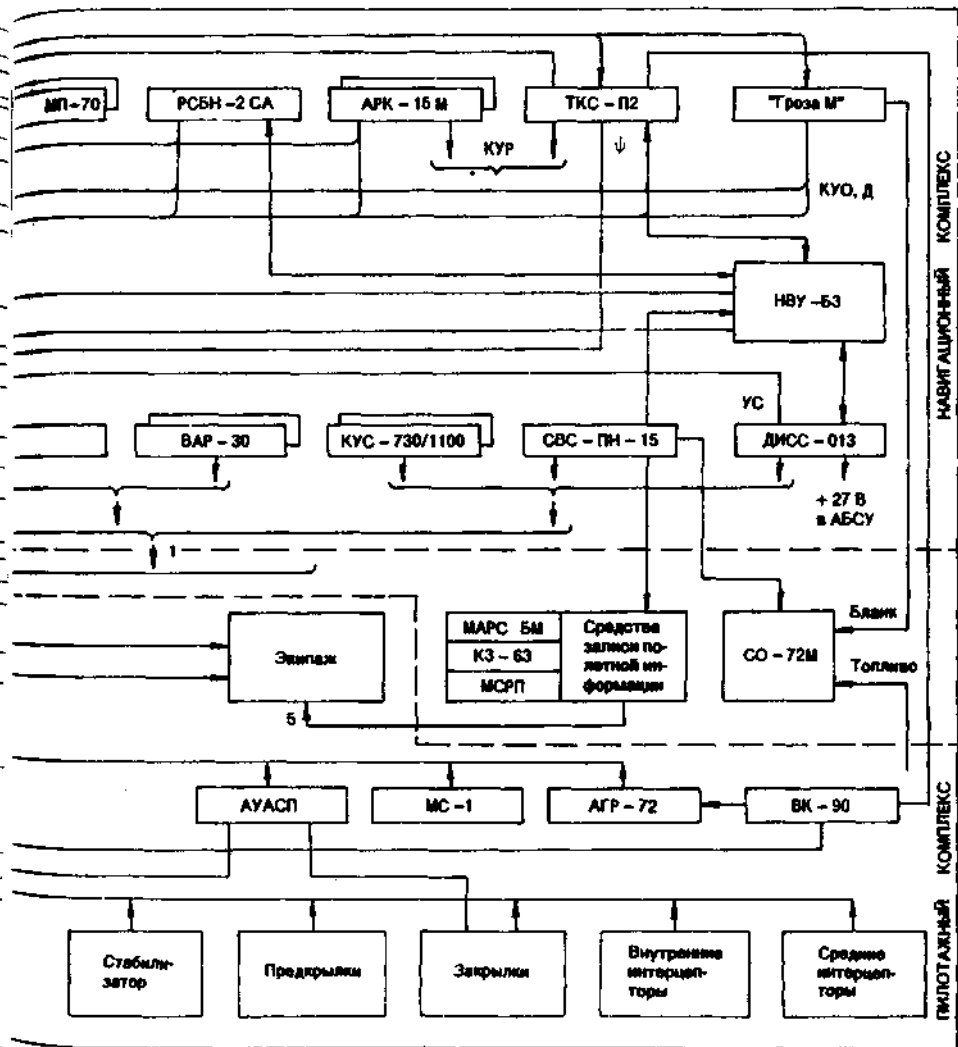 МП – 70
РСБН – 2 СА
АРК – 15 М
ТКС – П2
"Гроза М"
КУР
ψ
КУО, Д
НВУ – Б3
УС
ВАР – 30
КУС – 730/1100
СВС – ПН – 15
ДИСС – 013
+ 27 В
в АБСУ
1
НАВИГАЦИОННЫЙ КОМПЛЕКС
Экипаж
МАРС БМ
КЗ – 63
МСРП
Средства
записи по-
летной ин-
формации
СО – 72М
Бланк
Топливо
5
АУАСП
МС – 1
АГР – 72
ВК – 90
Стабили-
затор
Предкрылки
Закрылки
Внутренние
интерцеп-
торы
Средние
интерцеп-
торы
ПИЛОТАЖНЫЙ КОМПЛЕКС